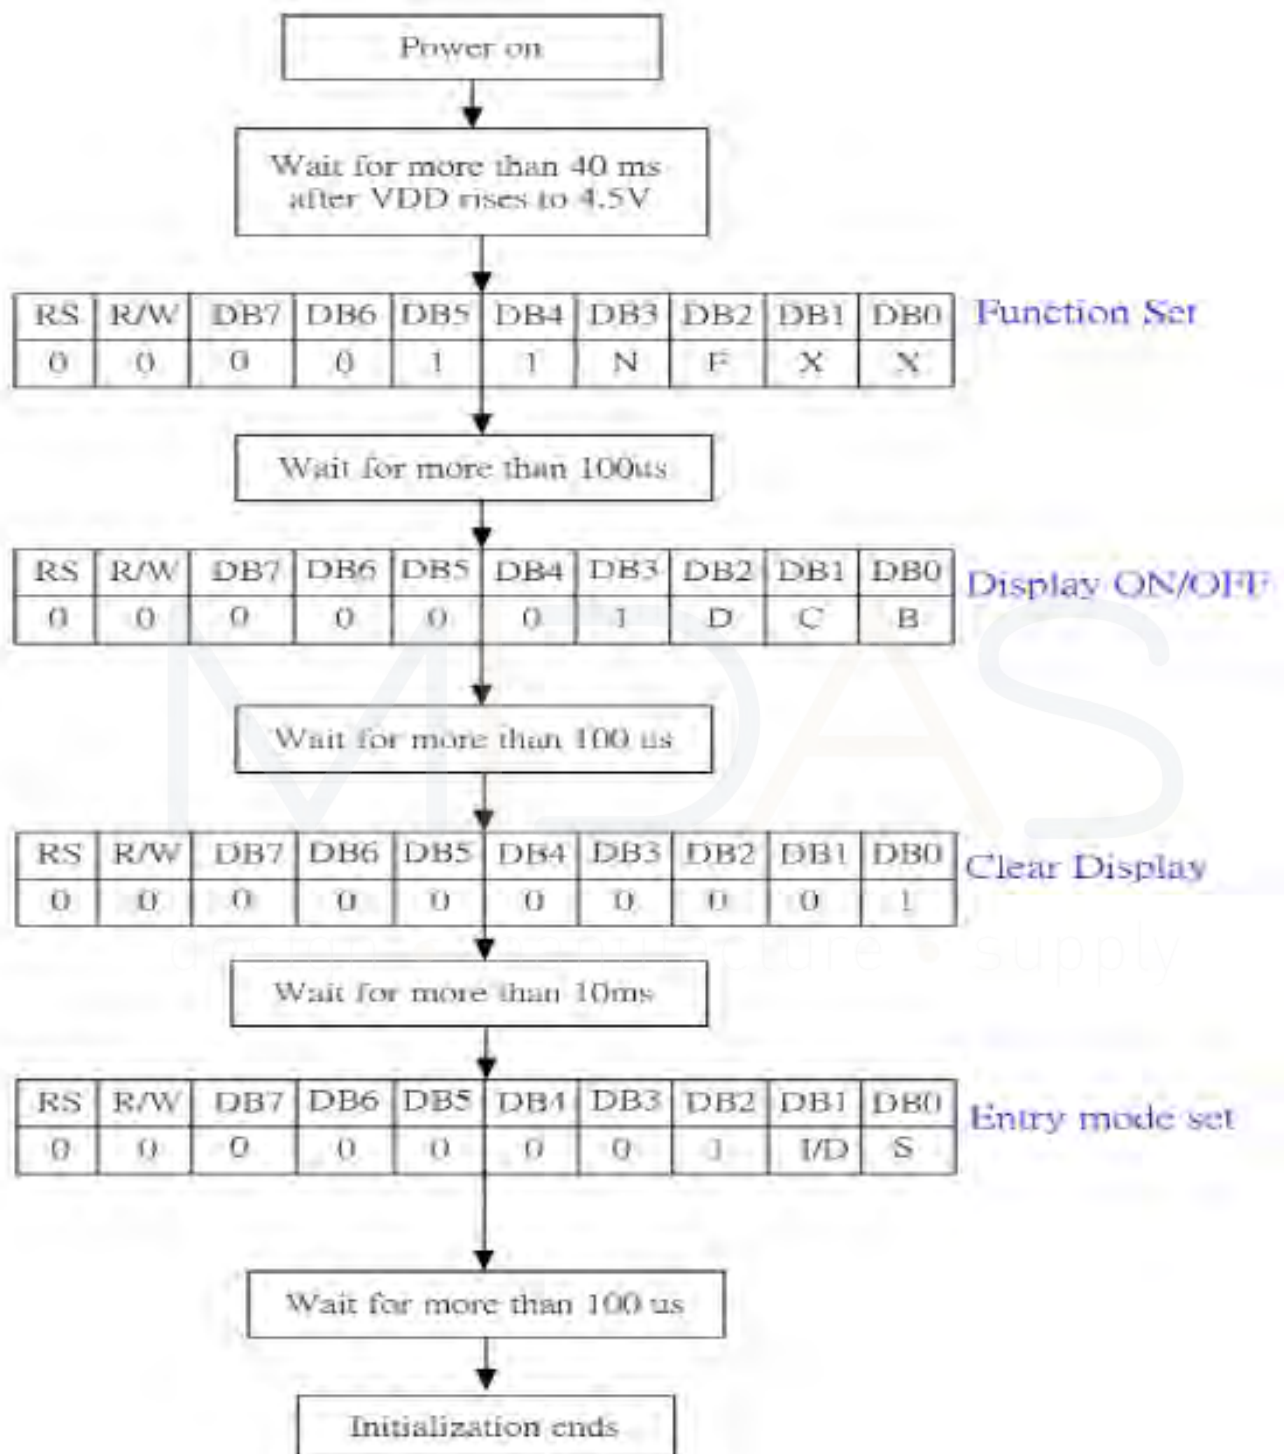 Power on
Wait for more than 40 ms
after VDD rises to 4.5V
RS R/W DB7 DB6 DB5 DB4 DB3 DB2 DB1 DB0
Function Set
0 0 0 0 1 1 N F X X
Wait for more than 100us
RS R/W DB7 DB6 DB5 DB4 DB3 DB2 DB1 DB0
Display ON/OFF
0 0 0 0 0 0 1 D C B
Wait for more than 100 us
RS R/W DB7 DB6 DB5 DB4 DB3 DB2 DB1 DB0
Clear Display
0 0 0 0 0 0 0 0 0 1
MDAS
design • manufacture • supply
Wait for more than 10ms
RS R/W DB7 DB6 DB5 DB4 DB3 DB2 DB1 DB0
Entry mode set
0 0 0 0 0 0 0 1 I/D S
Wait for more than 100 us
Initialization ends